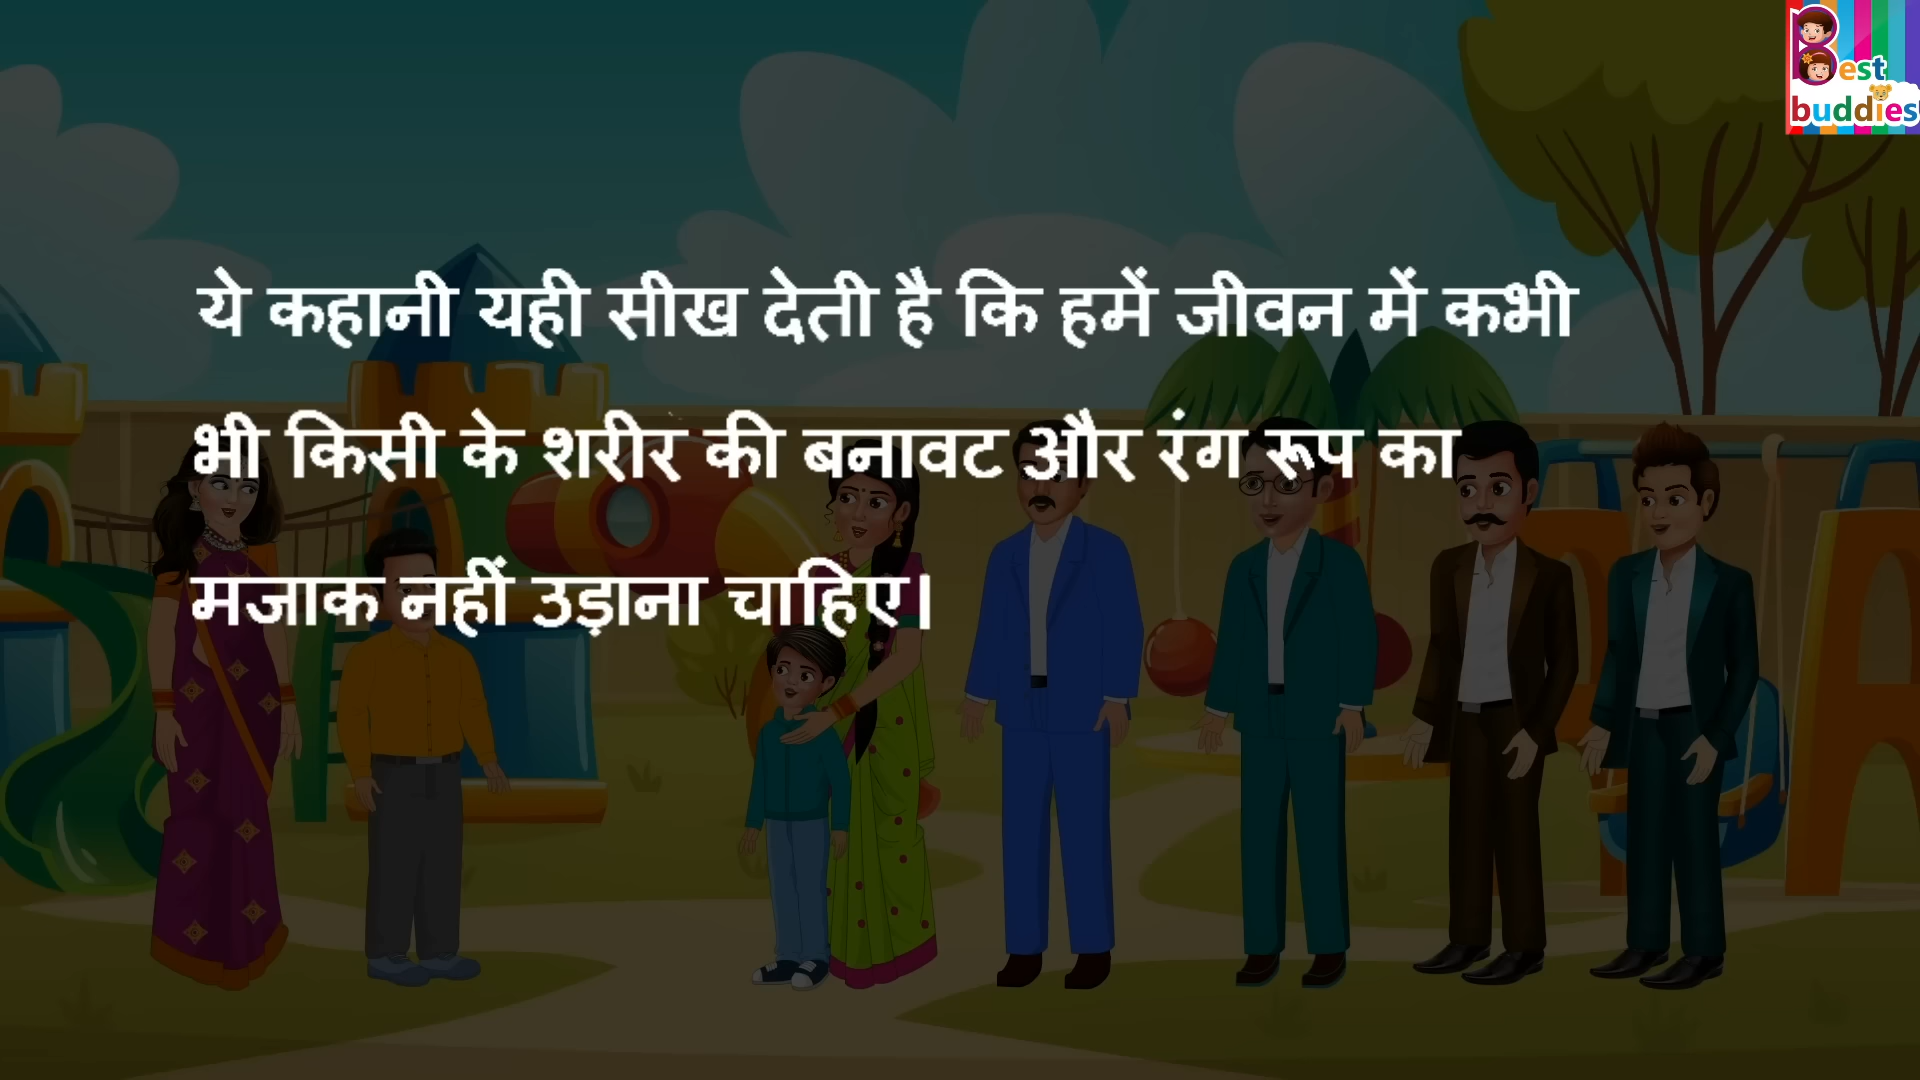 Best
buddies
ये कहानी यही सीख देती है कि हमें जीवन में कभी
भी किसी के शरीर की बनावट और रंग रूप का
मजाक नहीं उड़ाना चाहिए।